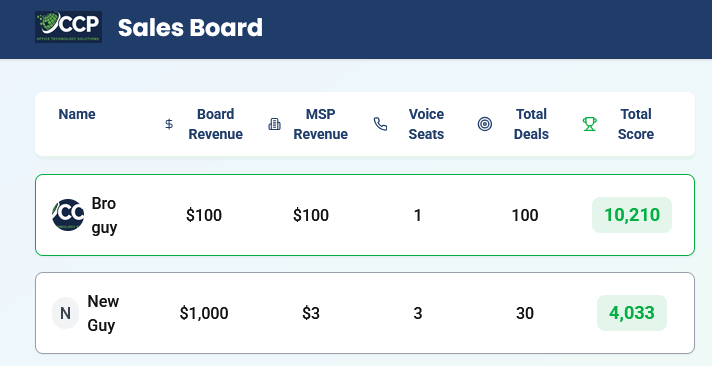 CCP
OFFICE TECHNOLOGY SOLUTIONS
Sales Board
Name
Board Revenue
MSP Revenue
Voice Seats
Total Deals
Total Score
Bro guy
$100
$100
1
100
10,210
N
New Guy
$1,000
$3
3
30
4,033